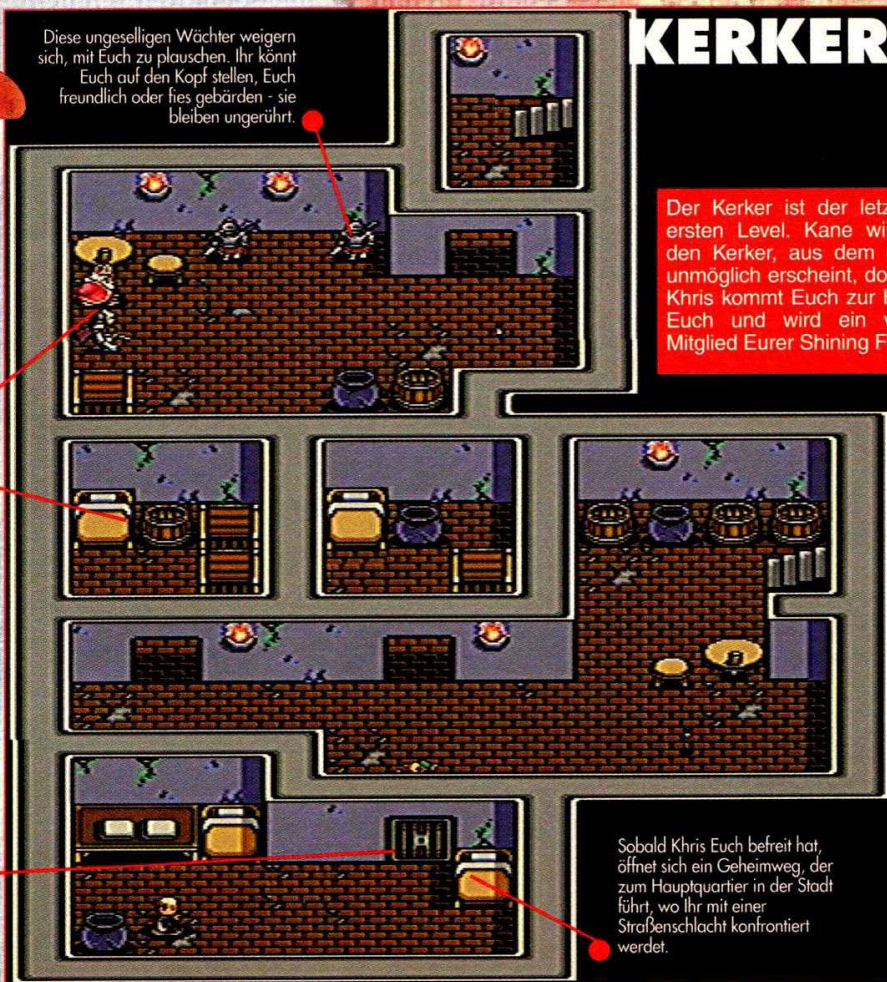 KERKER
Diese ungeselligen Wächter weigern
sich, mit Euch zu plauschen. Ihr könnt
Euch auf den Kopf stellen, Euch
freundlich oder fies gebärden - sie
bleiben ungerührt.
Der Kerker ist der letz
ersten Level. Kane wi
den Kerker, aus dem
unmöglich erscheint, do
Khris kommt Euch zur
Euch und wird ein
Mitglied Eurer Shining F
Sobald Khris Euch befreit hat,
öffnet sich ein Geheimweg, der
zum Hauptquartier in der Stadt
führt, wo Ihr mit einer
Straßenschlacht konfrontiert
werdet.